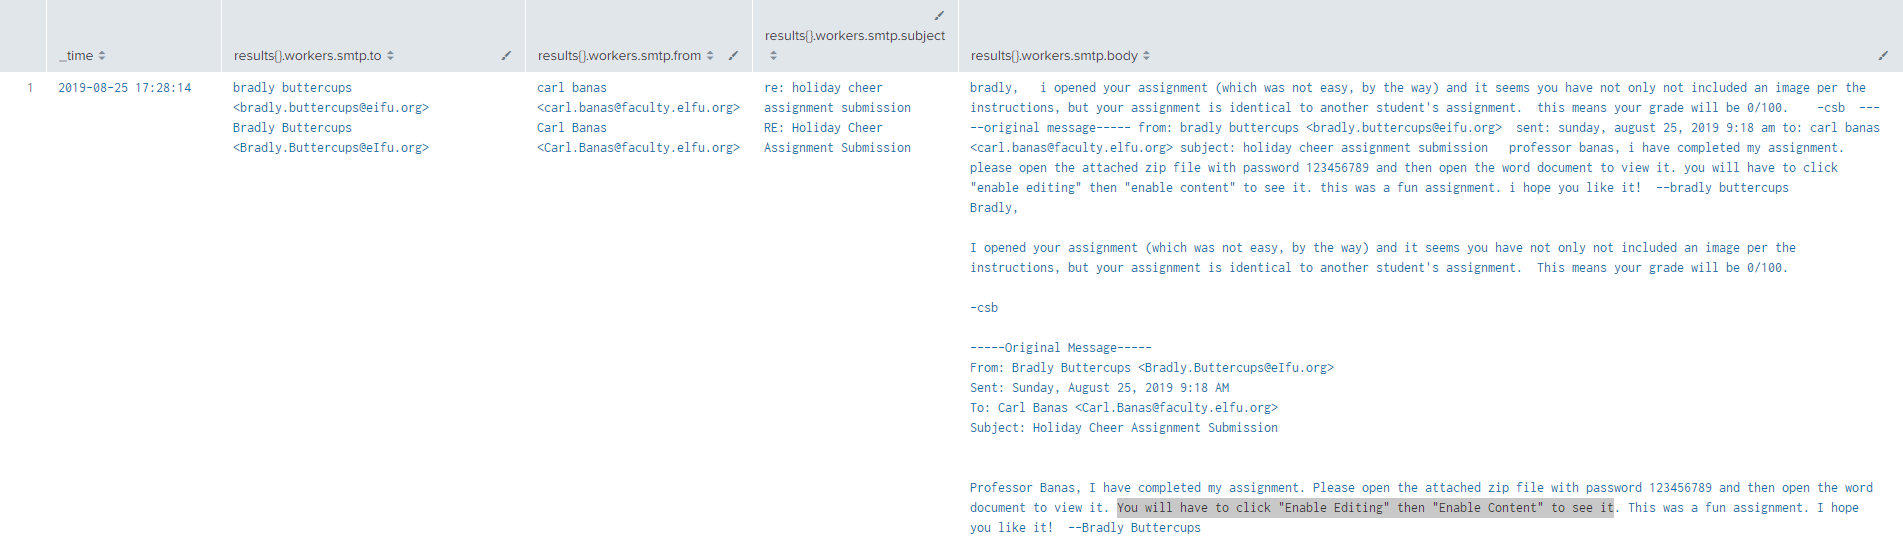 _time
results{}.workers.smtp.to
results{}.workers.smtp.from
results{}.workers.smtp.subject
results{}.workers.smtp.body
1
2019-08-25 17:28:14
bradly buttercups
<bradly.buttercups@eifu.org>
Bradly Buttercups
<Bradly.Buttercups@eIfu.org>
carl banas
<carl.banas@faculty.elfu.org>
Carl Banas
<Carl.Banas@faculty.elfu.org>
re: holiday cheer
assignment submission
RE: Holiday Cheer
Assignment Submission
bradly,   i opened your assignment (which was not easy, by the way) and it seems you have not only not included an image per the
instructions, but your assignment is identical to another student's assignment.  this means your grade will be 0/100.    -csb  ---
--original message----- from: bradly buttercups <bradly.buttercups@eifu.org>  sent: sunday, august 25, 2019 9:18 am to: carl banas
<carl.banas@faculty.elfu.org> subject: holiday cheer assignment submission   professor banas, i have completed my assignment.
please open the attached zip file with password 123456789 and then open the word document to view it. you will have to click
"enable editing" then "enable content" to see it. this was a fun assignment. i hope you like it!  --bradly buttercups
Bradly,
I opened your assignment (which was not easy, by the way) and it seems you have not only not included an image per the
instructions, but your assignment is identical to another student's assignment.  This means your grade will be 0/100.
-csb
-----Original Message-----
From: Bradly Buttercups <Bradly.Buttercups@eIfu.org>
Sent: Sunday, August 25, 2019 9:18 AM
To: Carl Banas <Carl.Banas@faculty.elfu.org>
Subject: Holiday Cheer Assignment Submission
Professor Banas, I have completed my assignment. Please open the attached zip file with password 123456789 and then open the word
document to view it. You will have to click "Enable Editing" then "Enable Content" to see it. This was a fun assignment. I hope
you like it!  --Bradly Buttercups